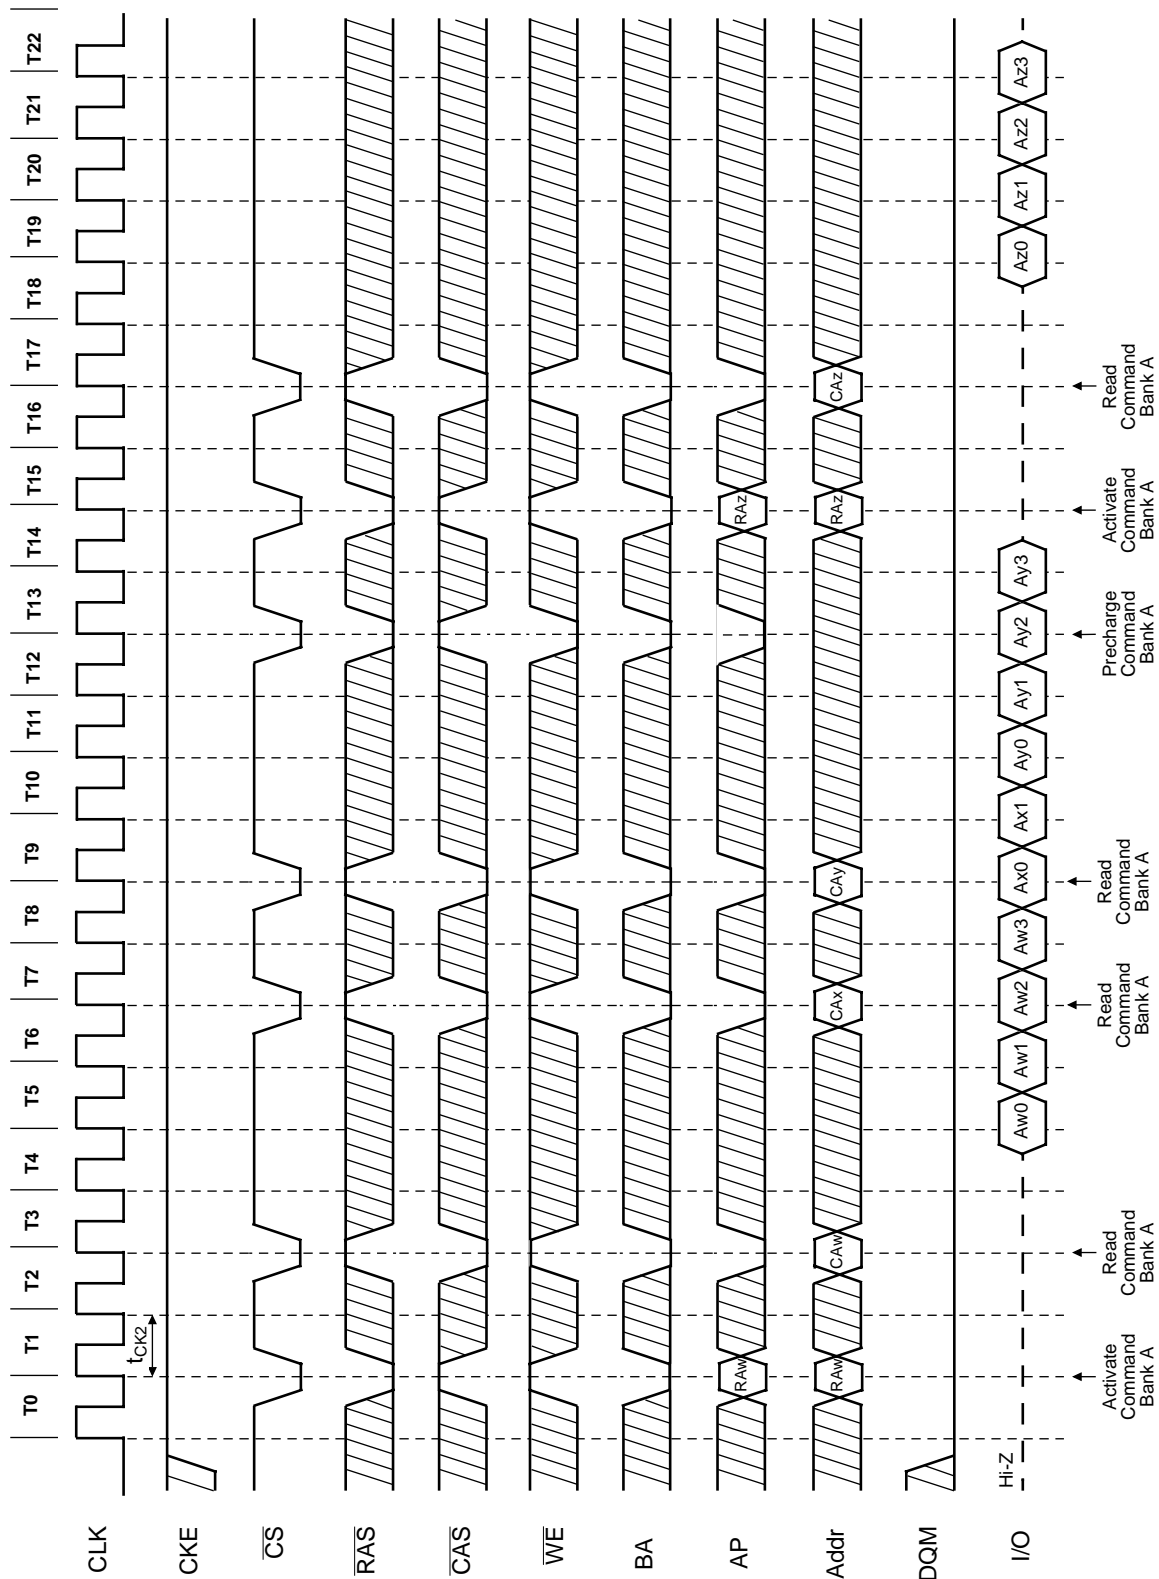 T0 T1 T2 T3 T4 T5 T6 T7 T8 T9 T10 T11 T12 T13 T14 T15 T16 T17 T18 T19 T20 T21 T22
CLK
tCK2
CKE
CS
RAS
CAS
WE
BA
AP
RAw RAz
Addr
RAw CAw CAx CAy RAz CAz
DQM
I/O
Hi-Z
Aw0 Aw1 Aw2 Aw3 Ax0 Ax1 Ay0 Ay1 Ay2 Ay3 Az0 Az1 Az2 Az3
Activate
Command
Bank A
Read
Command
Bank A
Read
Command
Bank A
Read
Command
Bank A
Precharge
Command
Bank A
Activate
Command
Bank A
Read
Command
Bank A